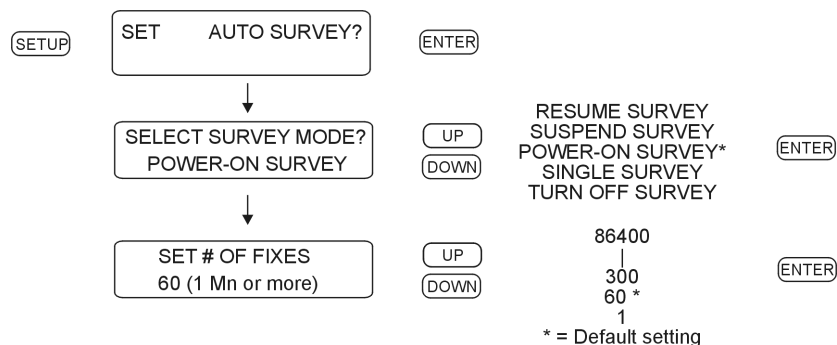 SETUP
SET AUTO SURVEY?
ENTER
SELECT SURVEY MODE?
POWER-ON SURVEY
UP
DOWN
RESUME SURVEY
SUSPEND SURVEY
POWER-ON SURVEY*
SINGLE SURVEY
TURN OFF SURVEY
ENTER
SET # OF FIXES
60 (1 Mn or more)
UP
DOWN
86400
|
300
60 *
1
* = Default setting
ENTER